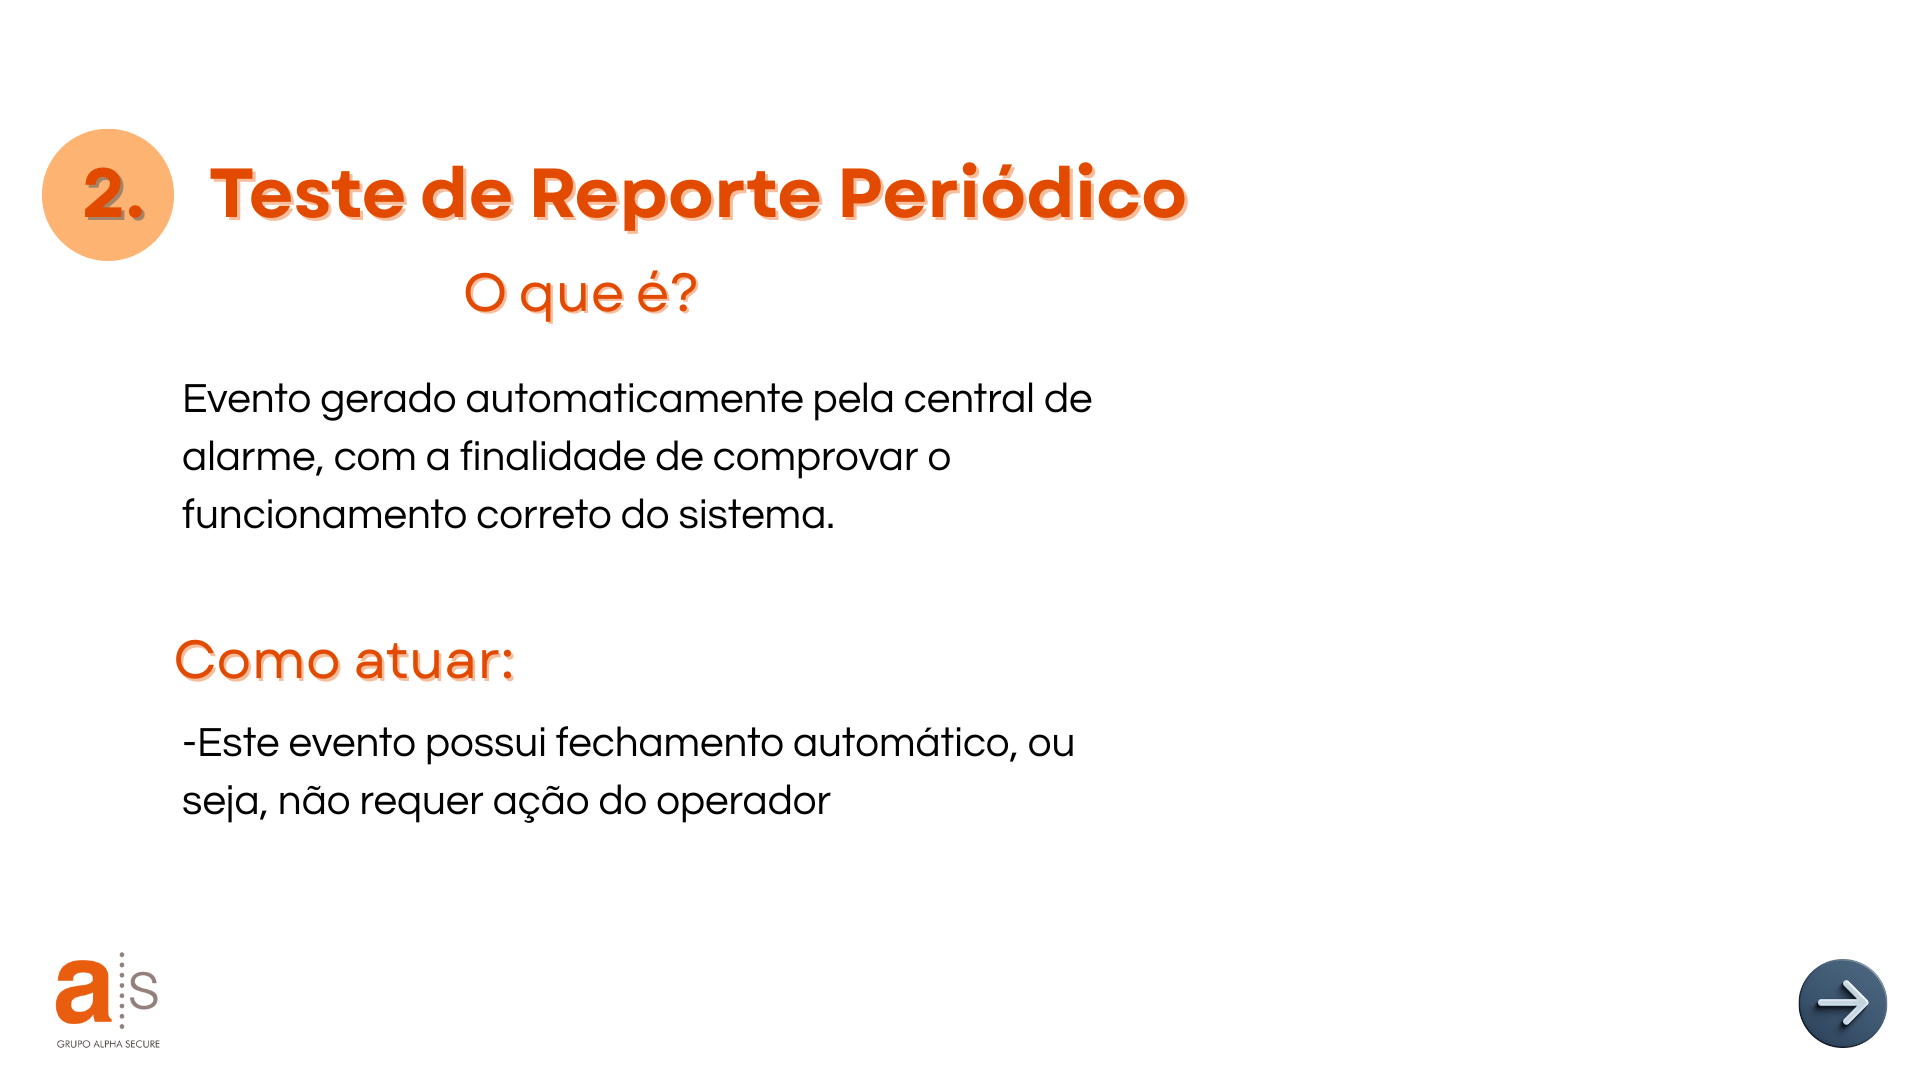 2.
Teste de Reporte Periódico
O que é?
Evento gerado automaticamente pela central de
alarme, com a finalidade de comprovar o
funcionamento correto do sistema.
Como atuar:
-Este evento possui fechamento automático, ou
seja, não requer ação do operador
a s
GRUPO ALPHA SECURE